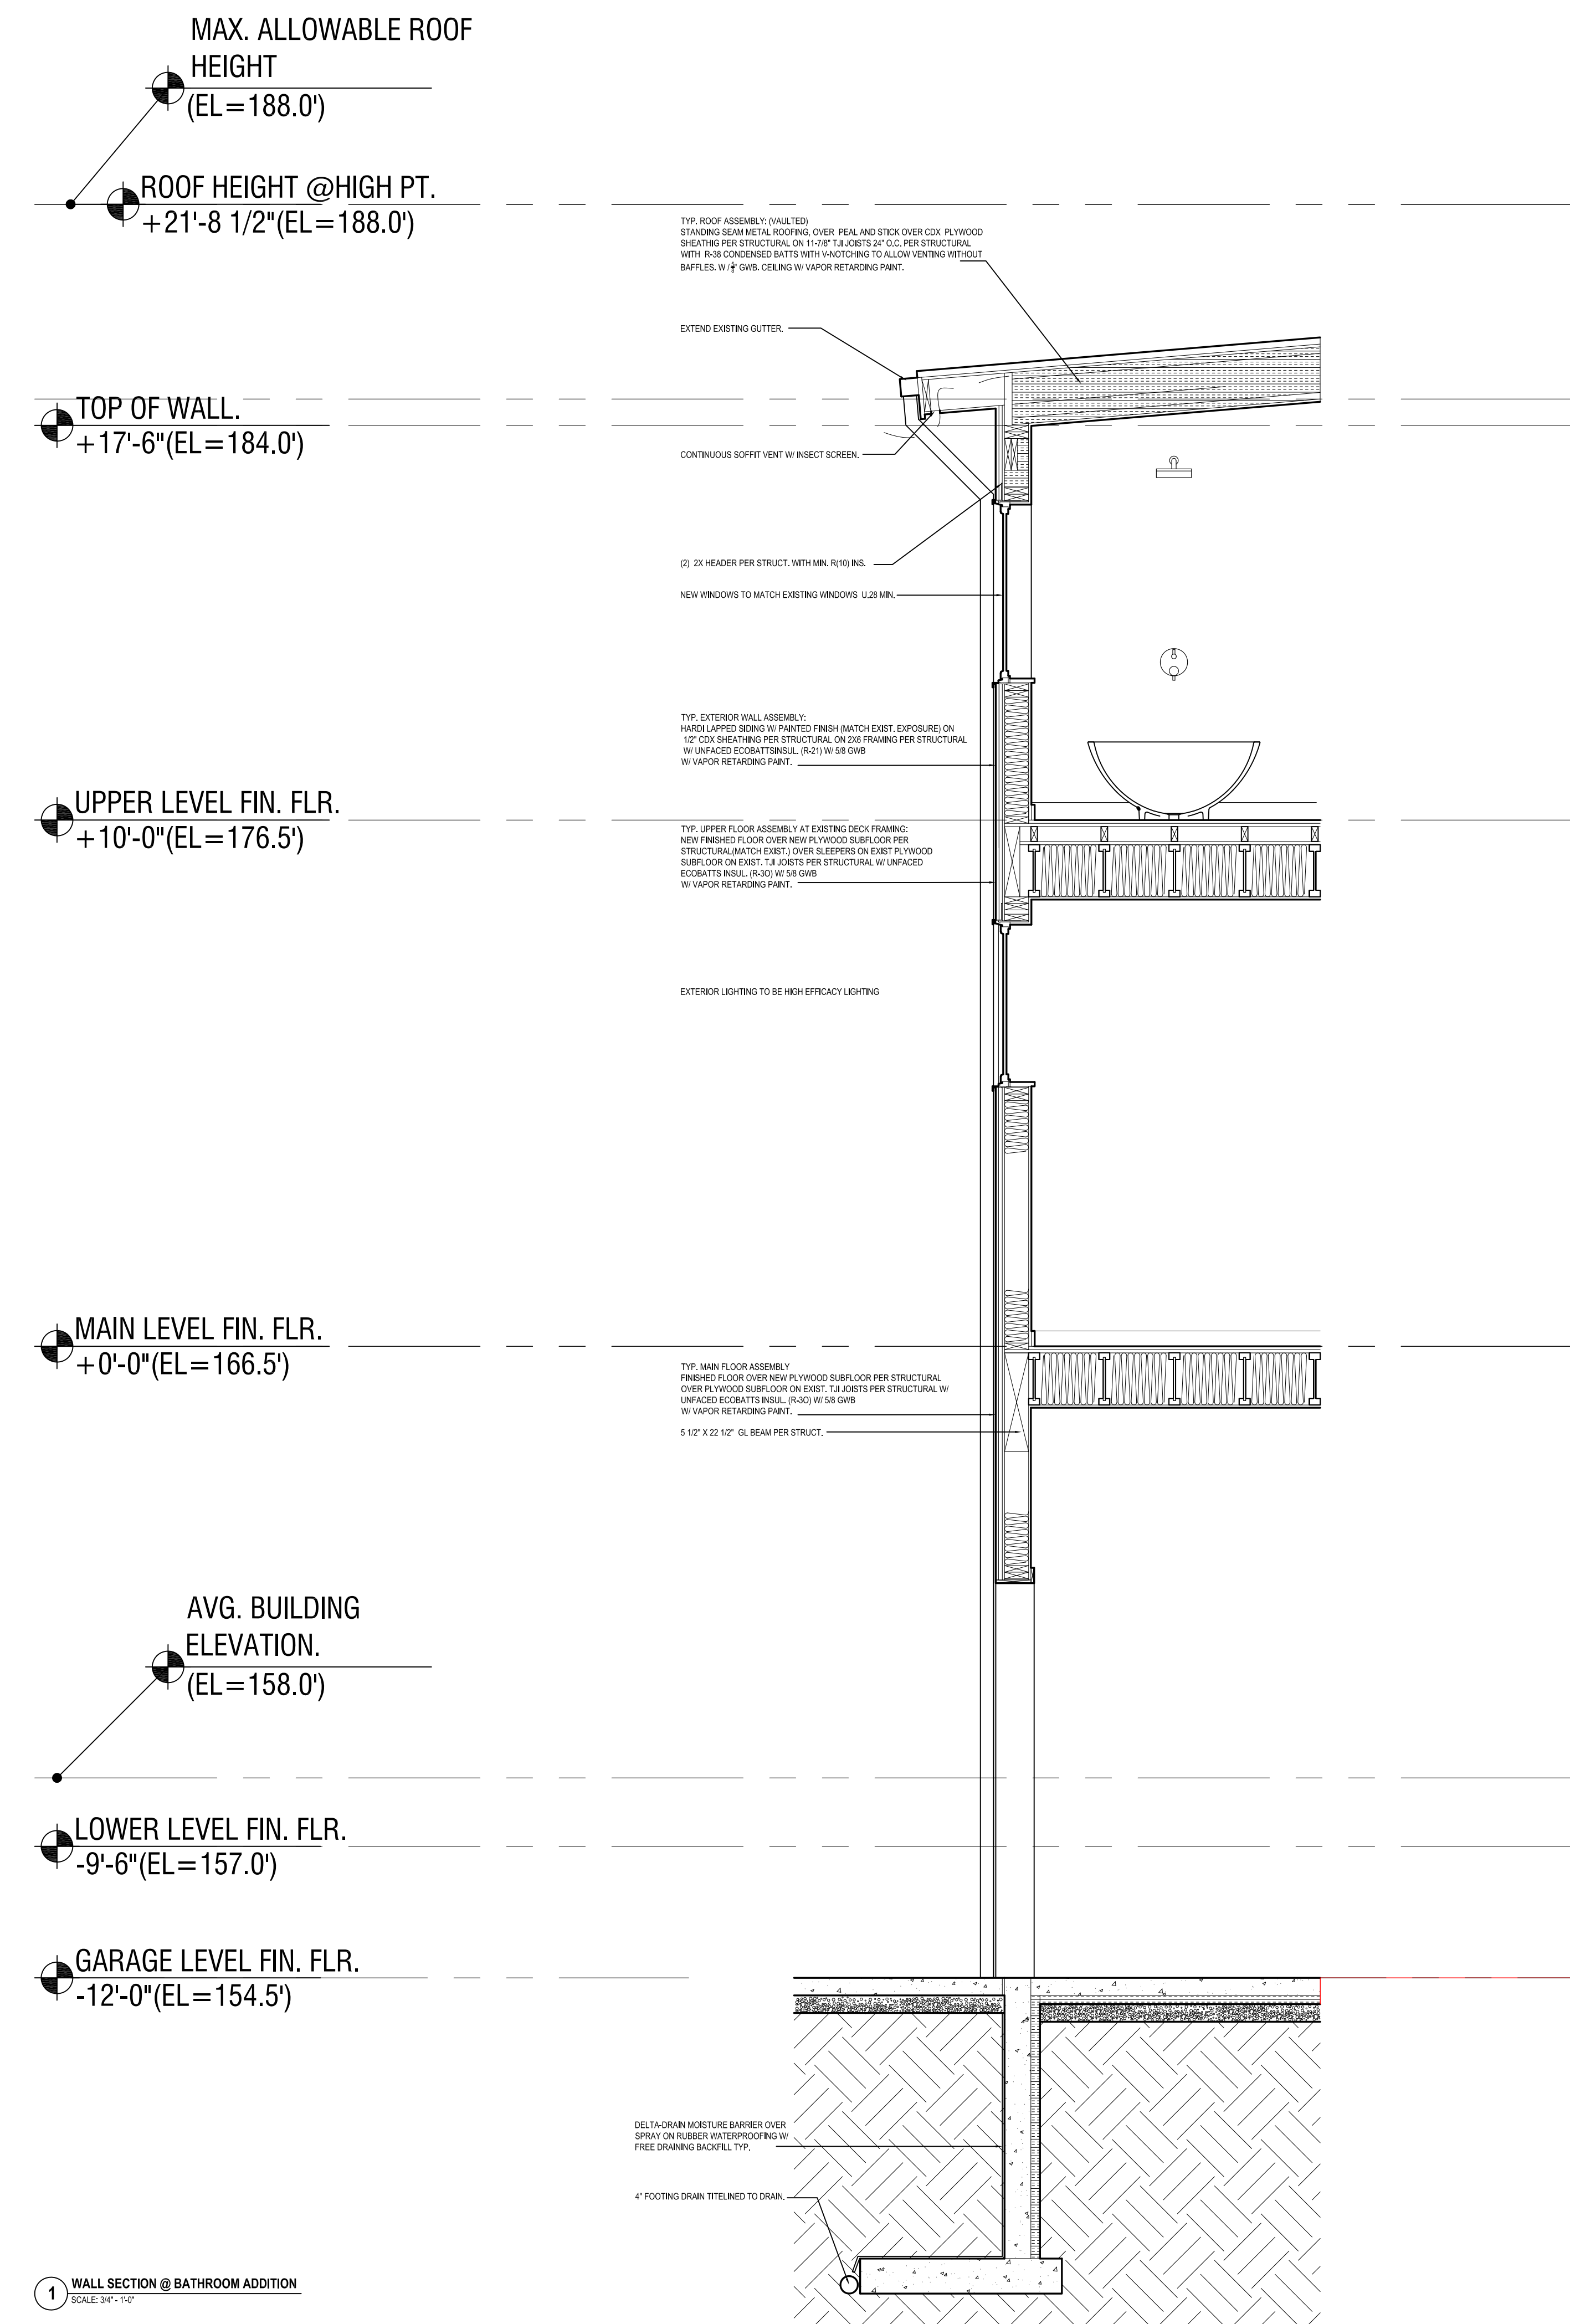 MAX. ALLOWABLE ROOF
HEIGHT
(EL=188.0')
ROOF HEIGHT @HIGH PT.
+21'-8 1/2"(EL=188.0')
TYP. ROOF ASSEMBLY: (VAULTED)
STANDING SEAM METAL ROOFING, OVER PEAL AND STICK OVER CDX PLYWOOD
SHEATHIG PER STRUCTURAL ON 11-7/8" TJI JOISTS 24" O.C. PER STRUCTURAL
WITH R-38 CONDENSED BATTS WITH V-NOTCHING TO ALLOW VENTING WITHOUT
BAFFLES. W / GWB. CEILING W/ VAPOR RETARDING PAINT.
EXTEND EXISTING GUTTER.
TOP OF WALL.
+17'-6"(EL=184.0')
CONTINUOUS SOFFIT VENT W/ INSECT SCREEN.
(2) 2X HEADER PER STRUCT. WITH MIN. R(10) INS.
NEW WINDOWS TO MATCH EXISTING WINDOWS U.28 MIN.
TYP. EXTERIOR WALL ASSEMBLY:
HARDI LAPPED SIDING W/ PAINTED FINISH (MATCH EXIST. EXPOSURE) ON
1/2" CDX SHEATHING PER STRUCTURAL ON 2X6 FRAMING PER STRUCTURAL
W/ UNFACED ECOBATTSINSUL. (R-21) W/ 5/8 GWB
W/ VAPOR RETARDING PAINT.
UPPER LEVEL FIN. FLR.
+10'-0"(EL=176.5')
TYP. UPPER FLOOR ASSEMBLY AT EXISTING DECK FRAMING:
NEW FINISHED FLOOR OVER NEW PLYWOOD SUBFLOOR PER
STRUCTURAL(MATCH EXIST.) OVER SLEEPERS ON EXIST PLYWOOD
SUBFLOOR ON EXIST. TJI JOISTS PER STRUCTURAL W/ UNFACED
ECOBATTS INSUL. (R-3O) W/ 5/8 GWB
W/ VAPOR RETARDING PAINT.
EXTERIOR LIGHTING TO BE HIGH EFFICACY LIGHTING
MAIN LEVEL FIN. FLR.
+0'-0"(EL=166.5')
TYP. MAIN FLOOR ASSEMBLY
FINISHED FLOOR OVER NEW PLYWOOD SUBFLOOR PER STRUCTURAL
OVER PLYWOOD SUBFLOOR ON EXIST. TJI JOISTS PER STRUCTURAL W/
UNFACED ECOBATTS INSUL. (R-3O) W/ 5/8 GWB
W/ VAPOR RETARDING PAINT.
5 1/2" X 22 1/2" GL BEAM PER STRUCT.
AVG. BUILDING
ELEVATION.
(EL=158.0')
LOWER LEVEL FIN. FLR.
-9'-6"(EL=157.0')
GARAGE LEVEL FIN. FLR.
-12'-0"(EL=154.5')
DELTA-DRAIN MOISTURE BARRIER OVER
SPRAY ON RUBBER WATERPROOFING W/
FREE DRAINING BACKFILL TYP.
4" FOOTING DRAIN TITELINED TO DRAIN.
1 WALL SECTION @ BATHROOM ADDITION
SCALE: 3/4" - 1'-0"